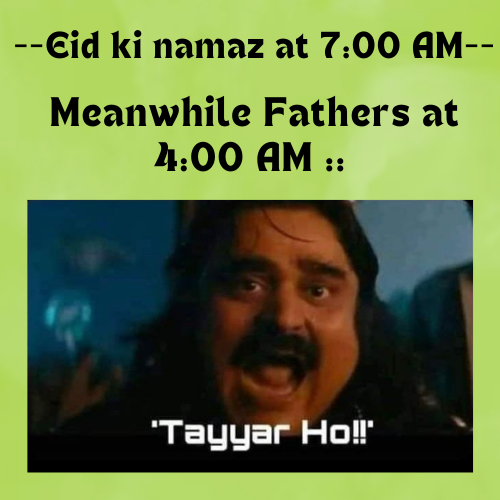 --Eid ki namaz at 7:00 AM--
Meanwhile Fathers at
4:00 AM ::
'Tayyar Ho!!'